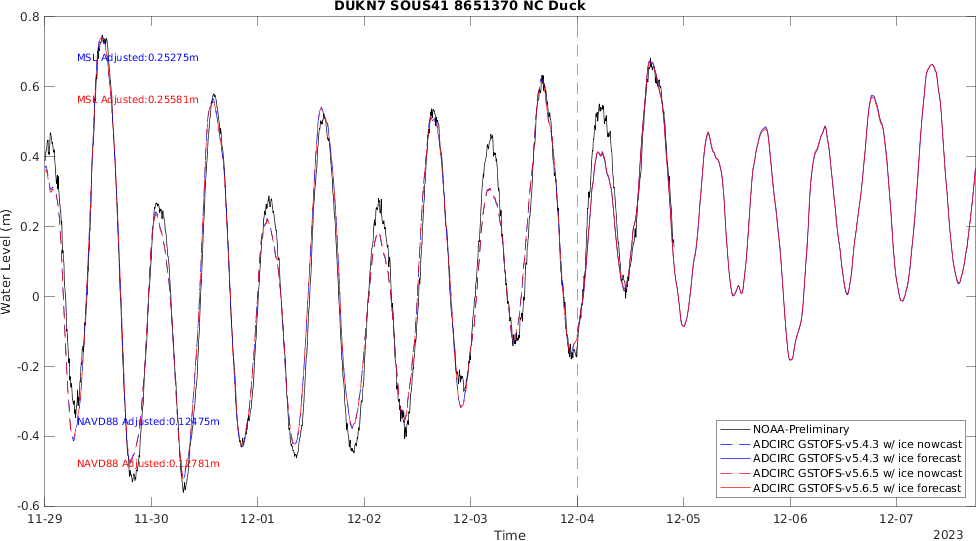 DUKN7 SOUS41 8651370 NC Duck
0.8
MSL Adjusted:0.25275m
0.6
MSL Adjusted:0.25581m
0.4
0.2
Water Level (m)
0
-0.2
NAVD88 Adjusted:0.12475m
-0.4
NAVD88 Adjusted:0.12781m
-0.6
NOAA-Preliminary
ADCIRC GSTOFS-v5.4.3 w/ ice nowcast
ADCIRC GSTOFS-v5.4.3 w/ ice forecast
ADCIRC GSTOFS-v5.6.5 w/ ice nowcast
ADCIRC GSTOFS-v5.6.5 w/ ice forecast
11-29 11-30 12-01 12-02 12-03 12-04 12-05 12-06 12-07
Time
2023